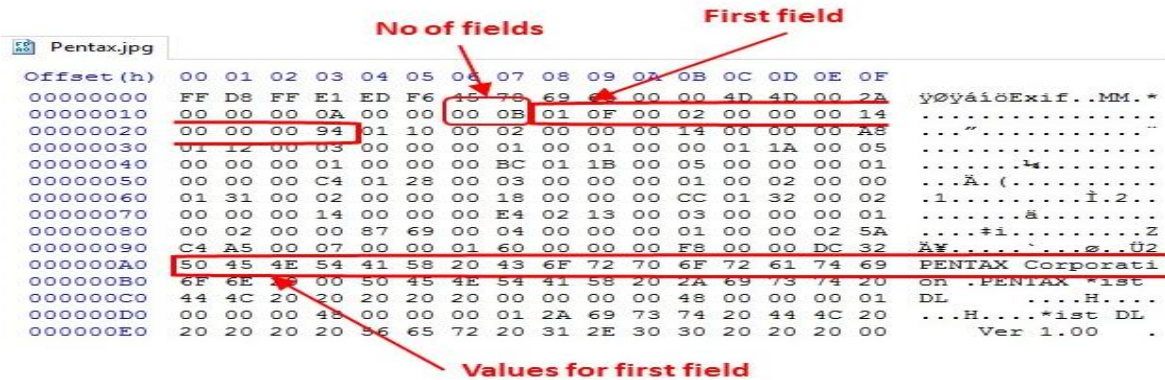 No of fields
First field
Pentax.jpg
Offset(h) 00 01 02 03 04 05 06 07 08 09 0A 0B 0C 0D 0E 0F
00000000 FF D8 FF E1 ED F6 45 78 69 66 00 00 4D 4D 00 2A ÿØÿáíöExif..MM.*
00000010 00 00 00 0A 00 00 00 0B 01 0F 00 02 00 00 00 14 ................
00000020 00 00 00 94 01 10 00 02 00 00 00 14 00 00 00 A8 ...”...........¨
00000030 01 12 00 03 00 00 00 01 00 01 00 00 01 1A 00 05 ................
00000040 00 00 00 01 00 00 00 BC 01 1B 00 05 00 00 00 01 .......¼........
00000050 00 00 00 C4 01 28 00 03 00 00 00 01 00 02 00 00 ...Ä.(..........
00000060 01 31 00 02 00 00 00 18 00 00 00 CC 01 32 00 02 .1.........Ì.2..
00000070 00 00 00 14 00 00 00 E4 02 13 00 03 00 00 00 01 .......ä........
00000080 00 02 00 00 87 69 00 04 00 00 00 01 00 00 02 5A ....‡i.........Z
00000090 C4 A5 00 07 00 00 01 60 00 00 00 F8 00 00 DC 32 Ä¥.....`...ø..Ü2
000000A0 50 45 4E 54 41 58 20 43 6F 72 70 6F 72 61 74 69 PENTAX Corporati
000000B0 6F 6E 00 50 45 4E 54 41 58 20 2A 69 73 74 20 on .PENTAX *ist
000000C0 44 4C 20 20 20 20 20 20 00 00 00 00 48 00 00 00 01 DL ....H....
000000D0 00 00 00 48 00 00 00 01 2A 69 73 74 20 44 4C 20 ...H....*ist DL
000000E0 20 20 20 20 56 65 72 20 31 2E 30 30 20 20 20 00 Ver 1.00 .
Values for first field